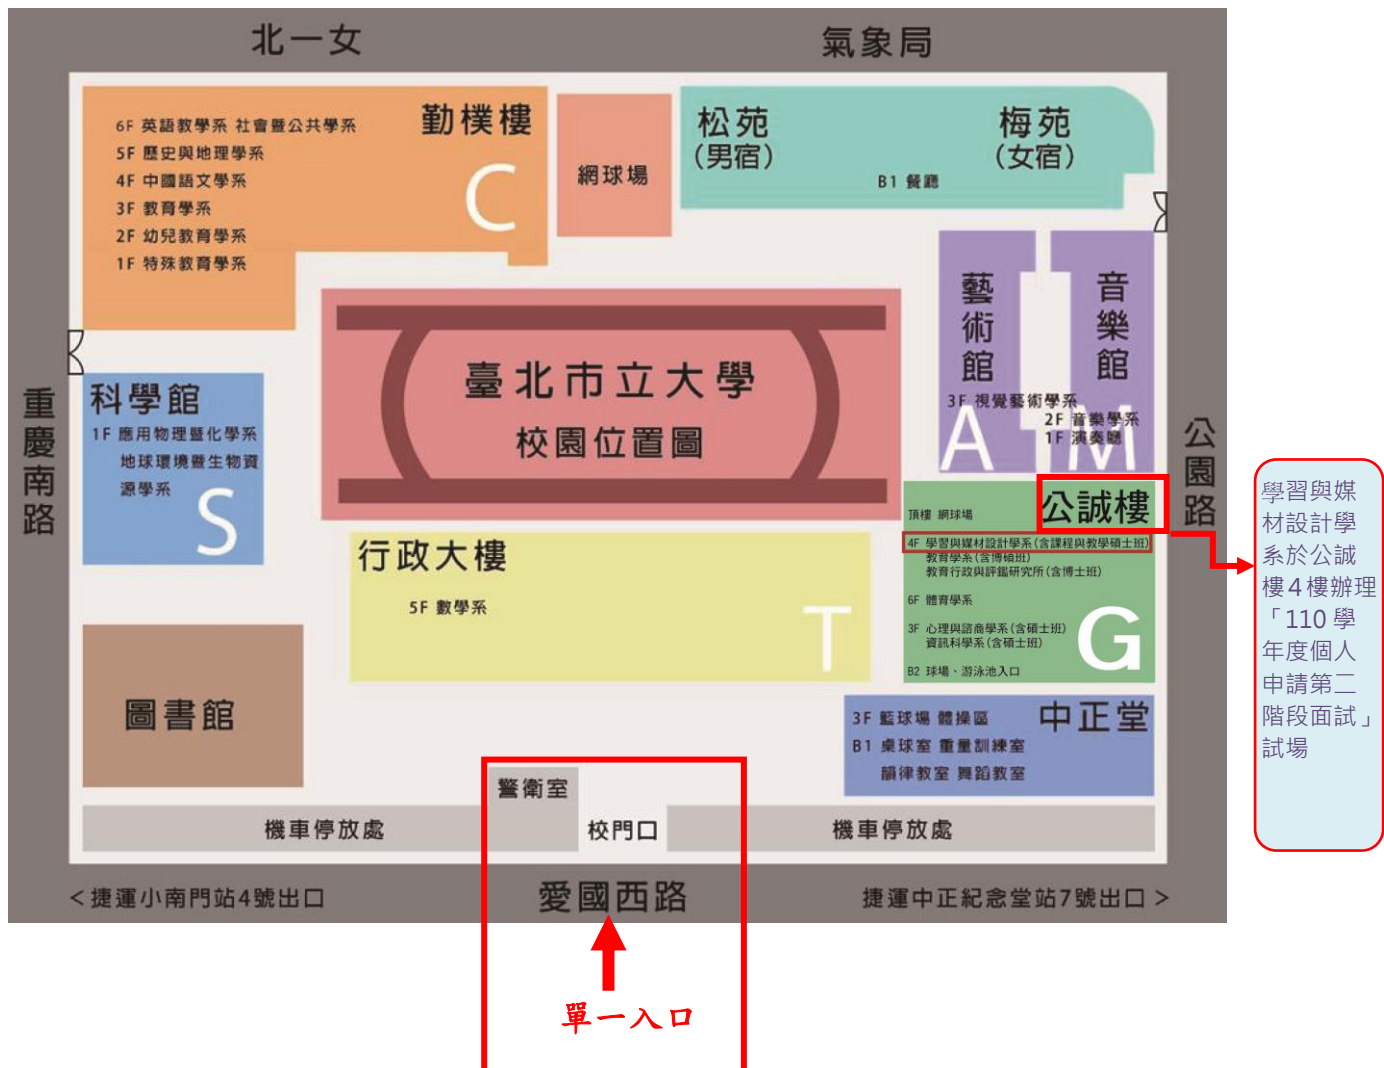 北一女
氣象局
勤樸樓
6F 英語教學系 社會暨公共學系
5F 歷史與地理學系
4F 中國語文學系
3F 教育學系
2F 幼兒教育學系
1F 特殊教育學系
C
網球場
松苑
(男宿)
梅苑
(女宿)
B1 餐廳
藝術館
3F 視覺藝術學系
A
音樂館
2F 音樂學系
1F 演奏廳
M
臺北市立大學
校園位置圖
重慶南路
公園路
科學館
1F 應用物理暨化學系
地球環境暨生物資
源學系
S
行政大樓
5F 數學系
T
公誠樓
頂樓 網球場
4F 學習與媒材設計學系(含課程與教學碩士班)
教育學系(含博碩班)
教育行政與評鑑研究所(含博士班)
6F 體育學系
3F 心理與諮商學系(含碩士班)
資訊科學系(含碩士班)
B2 球場、游泳池入口
G
學習與媒
材設計學
系於公誠
樓4樓辦理
「110 學
年度個人
申請第二
階段面試」
試場
圖書館
中正堂
3F 籃球場 體操區
B1 桌球室 重量訓練室
韻律教室 舞蹈教室
警衛室
機車停放處
校門口
機車停放處
<捷運小南門站4號出口
愛國西路
捷運中正紀念堂站7號出口 >
單一入口